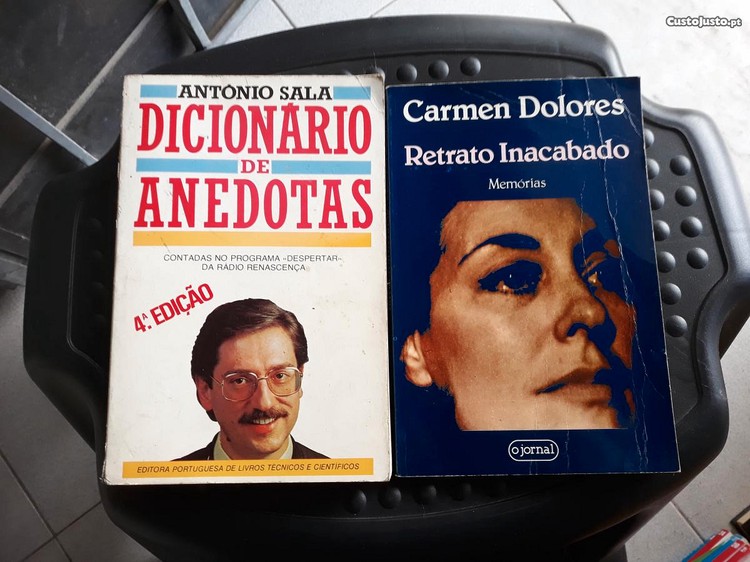 CustoJusto.pt
ANTÓNIO SALA
DICIONÁRIO
DE
ANEDOTAS
CONTADAS NO PROGRAMA «DESPERTAR»
DA RÁDIO RENASCENÇA
4ª. EDIÇÃO
EDITORA PORTUGUESA DE LIVROS TÉCNICOS E CIENTÍFICOS
Carmen Dolores
Retrato Inacabado
Memórias
o jornal